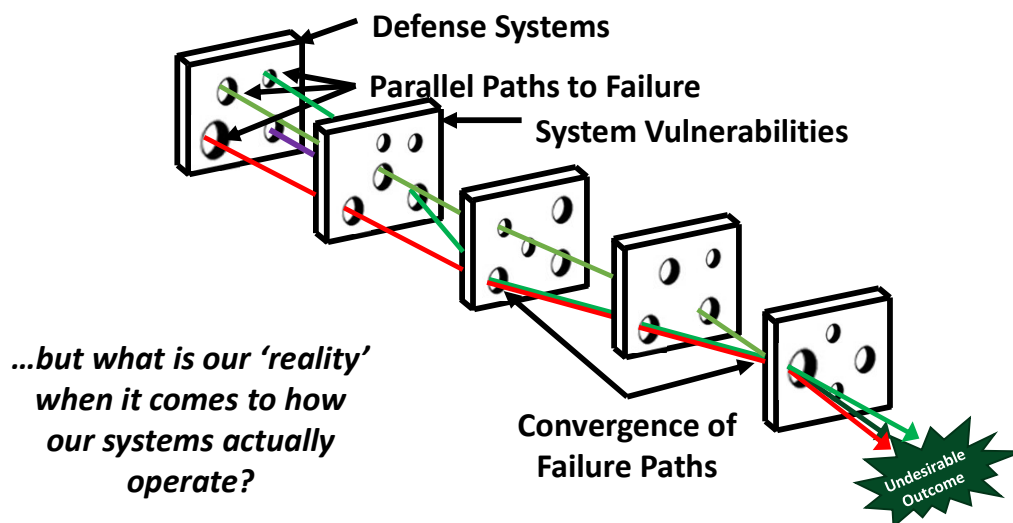 Defense Systems
Parallel Paths to Failure
System Vulnerabilities
…but what is our ‘reality’
when it comes to how
our systems actually
operate?
Convergence of
Failure Paths
Undesirable
Outcome